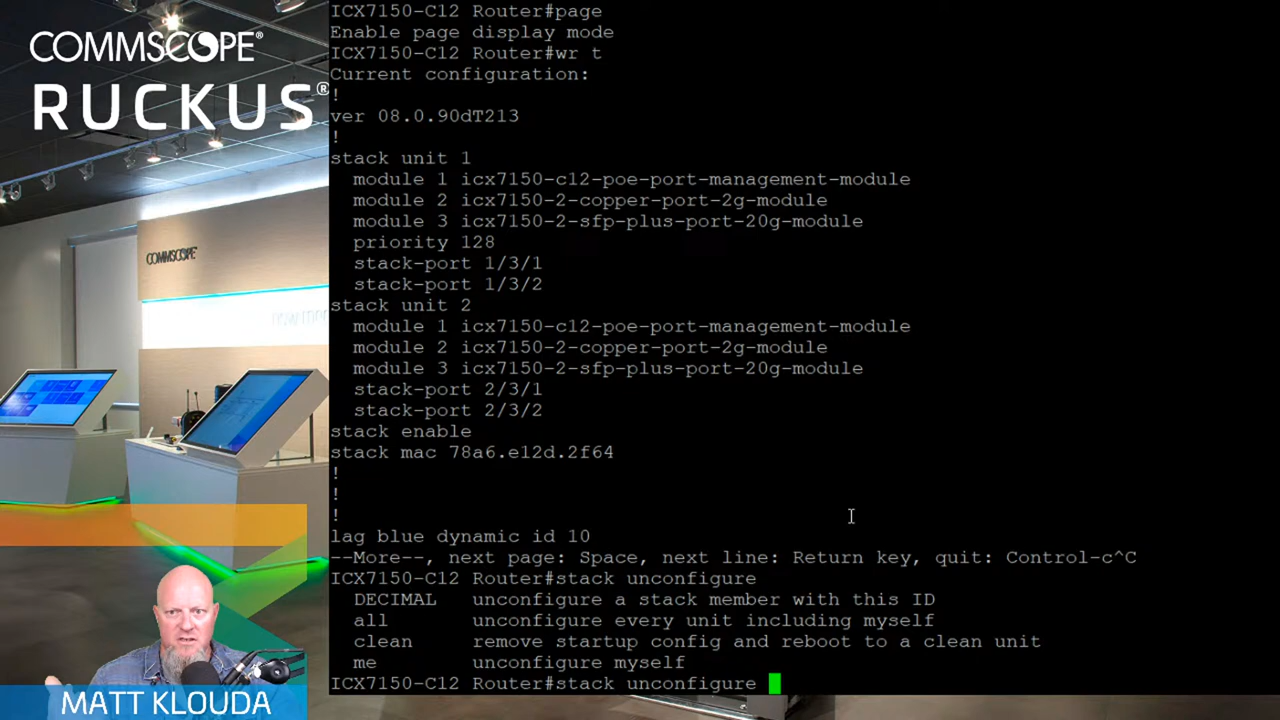 COMMSCOPE®
RUCKUS®
COMMSCOPE
ICX7150-C12 Router#page
Enable page display mode
ICX7150-C12 Router#wr t
Current configuration:
!
ver 08.0.90dT213
!
stack unit 1
  module 1 icx7150-c12-poe-port-management-module
  module 2 icx7150-2-copper-port-2g-module
  module 3 icx7150-2-sfp-plus-port-20g-module
  priority 128
  stack-port 1/3/1
  stack-port 1/3/2
stack unit 2
  module 1 icx7150-c12-poe-port-management-module
  module 2 icx7150-2-copper-port-2g-module
  module 3 icx7150-2-sfp-plus-port-20g-module
  stack-port 2/3/1
  stack-port 2/3/2
stack enable
stack mac 78a6.e12d.2f64
!
!
!
lag blue dynamic id 10
--More--, next page: Space, next line: Return key, quit: Control-c^C
ICX7150-C12 Router#stack unconfigure
  DECIMAL   unconfigure a stack member with this ID
  all       unconfigure every unit including myself
  clean     remove startup config and reboot to a clean unit
  me        unconfigure myself
ICX7150-C12 Router#stack unconfigure
MATT KLOUDA